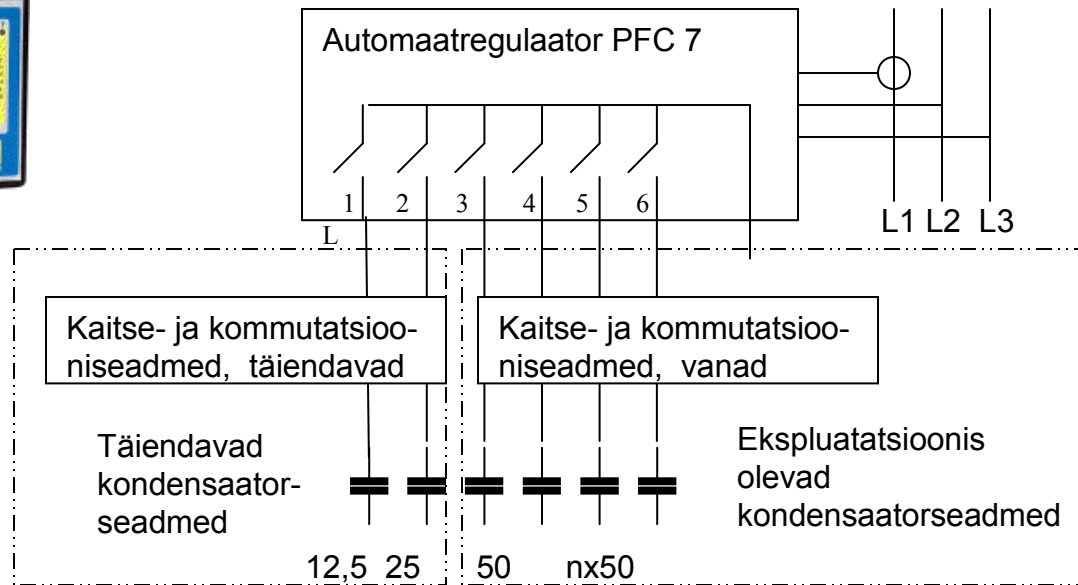 Automaatregulaator PFC 7
1 2 3 4 5 6
L
L1 L2 L3
Kaitse- ja kommutatsioo-
niseadmed, täiendavad
Kaitse- ja kommutatsioo-
niseadmed, vanad
Täiendavad
kondensaator-
seadmed
Ekspluatatsioonis
olevad
kondensaatorseadmed
12,5 25 50 nx50